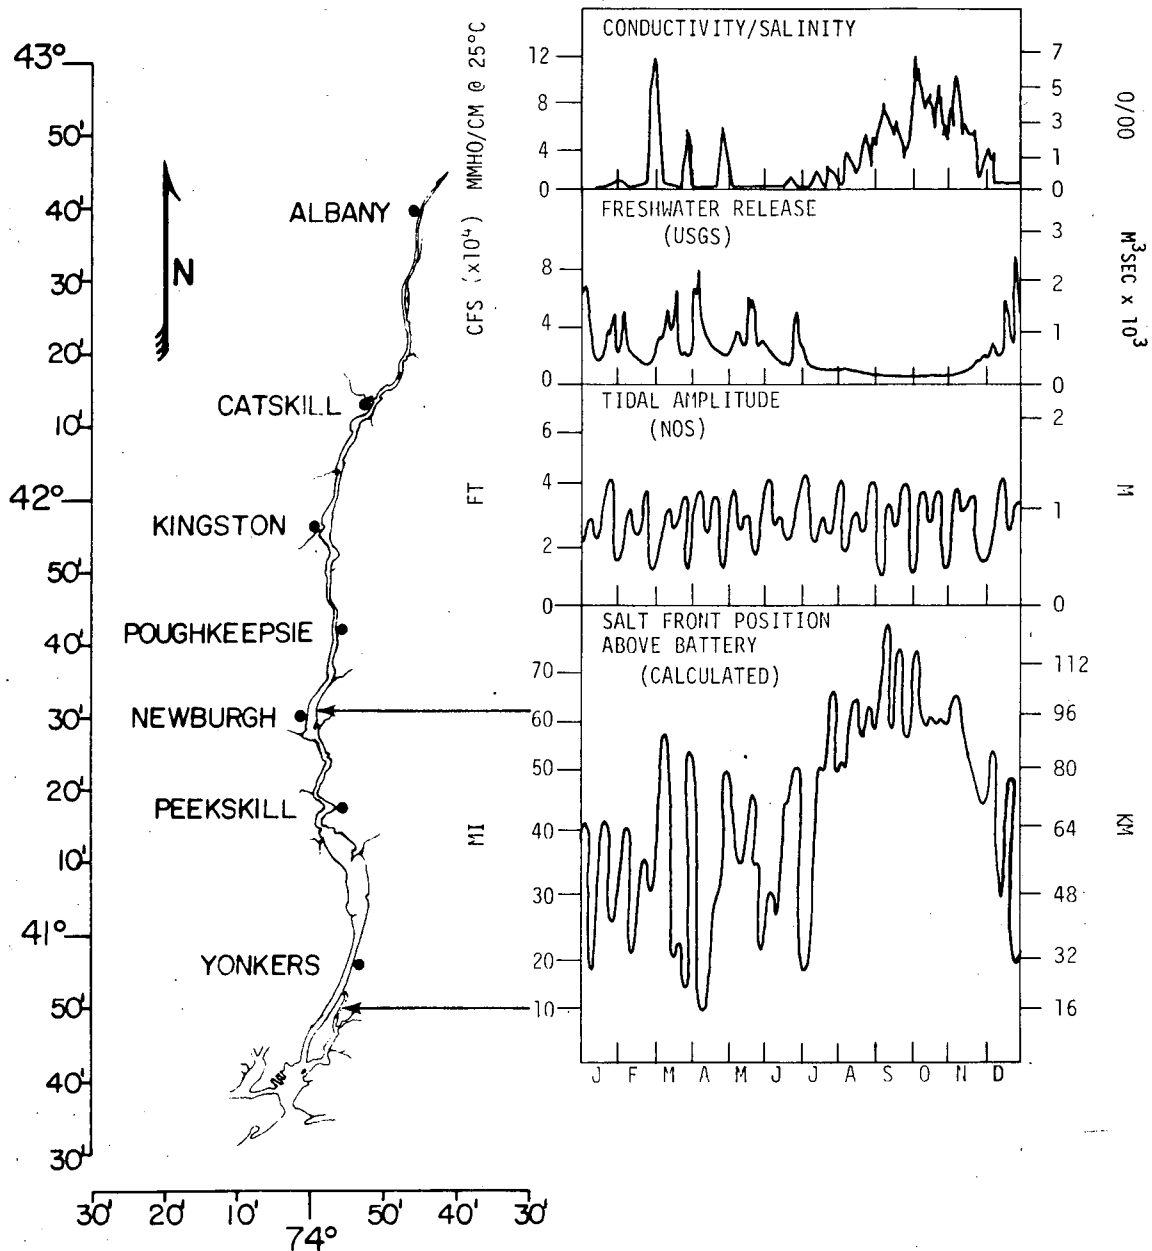 43°
50'
40'
30'
20'
10'
42°
50'
40'
30'
20'
10'
41°
50'
40'
30'
30' 20' 10' 74° 50' 40' 30'
N
ALBANY
CATSKILL
KINGSTON
POUGHKEEPSIE
NEWBURGH
PEEKSKILL
YONKERS
MMHO/CM @ 25°C
CFS (x10⁴)
FT
MI
CONDUCTIVITY/SALINITY
12
8
4
0
7
5
3
1
0
0/00
FRESHWATER RELEASE
(USGS)
8
4
0
3
2
1
0
M³SEC x 10³
TIDAL AMPLITUDE
(NOS)
6
4
2
0
2
1
0
M
SALT FRONT POSITION
ABOVE BATTERY
(CALCULATED)
70
60
50
40
30
20
10
112
96
80
64
48
32
16
KM
J F M A M J J A S O N D